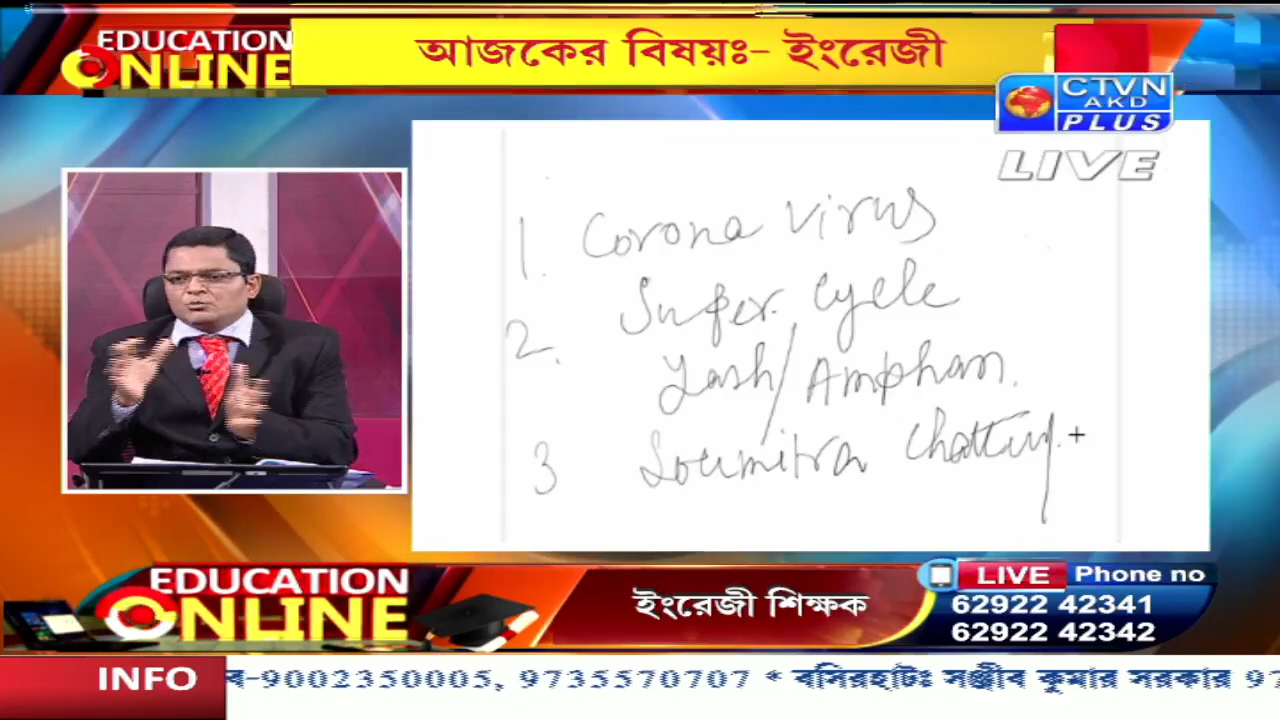 EDUCATION
ONLINE
আজকের বিষয়ঃ- ইংরেজী
CTVN
AKD
PLUS
LIVE
1. Corona Virus
2. Super. Cycle
Yash/Amphan.
3 Soumitra
EDUCATION
ONLINE
ইংরেজী শিক্ষক
LIVE Phone no
62922 42341
62922 42342
INFO
-9002350005, 9735570707 * বসিরহাটঃ সঞ্জীব কুমার সরকার 97